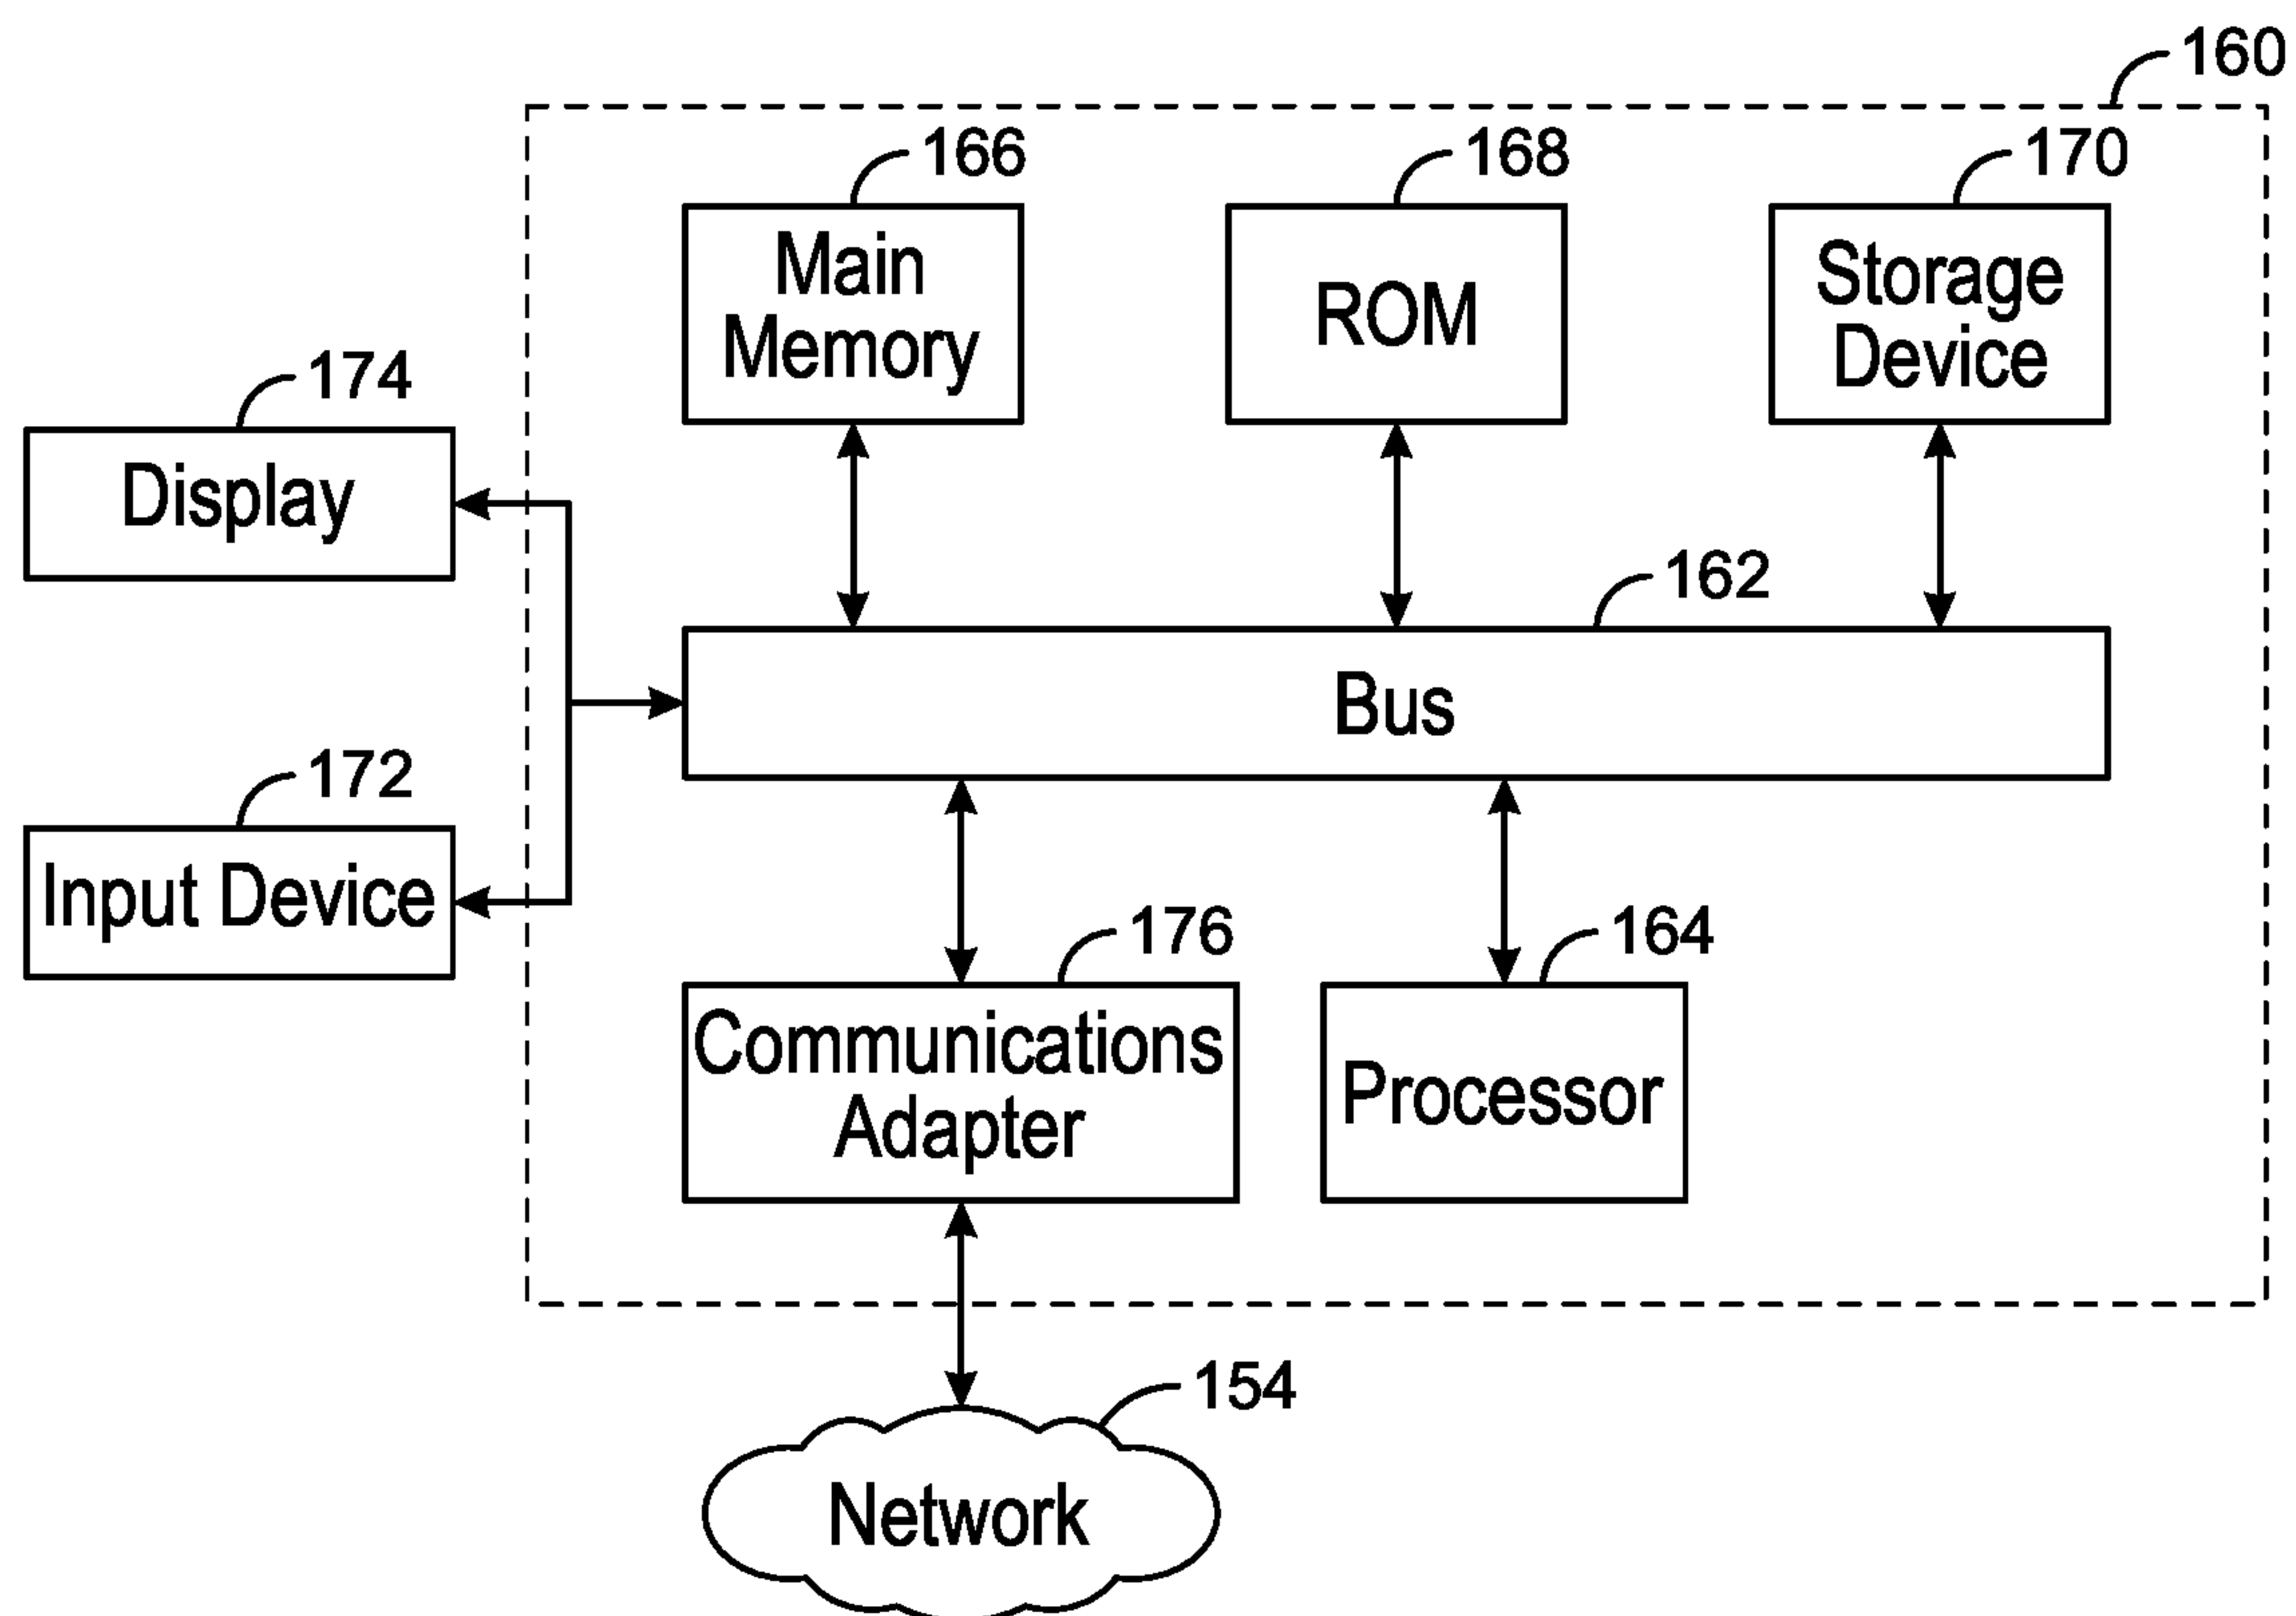 160
166
168
170
Main
Memory
ROM
Storage
Device
174
Display
162
Bus
172
Input Device
176
164
Communications
Adapter
Processor
154
Network